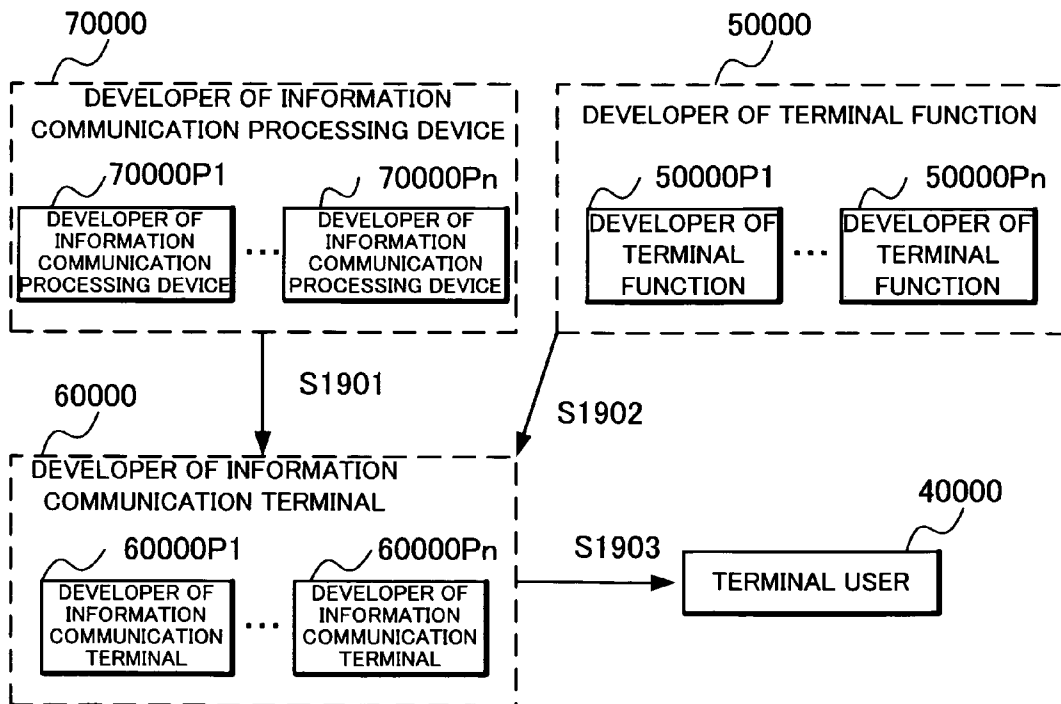 70000
DEVELOPER OF INFORMATION
COMMUNICATION PROCESSING DEVICE
70000P1
DEVELOPER OF
INFORMATION
COMMUNICATION
PROCESSING DEVICE
...
70000Pn
DEVELOPER OF
INFORMATION
COMMUNICATION
PROCESSING DEVICE
50000
DEVELOPER OF TERMINAL FUNCTION
50000P1
DEVELOPER OF
TERMINAL
FUNCTION
...
50000Pn
DEVELOPER OF
TERMINAL
FUNCTION
S1901
S1902
60000
DEVELOPER OF INFORMATION
COMMUNICATION TERMINAL
60000P1
DEVELOPER OF
INFORMATION
COMMUNICATION
TERMINAL
...
60000Pn
DEVELOPER OF
INFORMATION
COMMUNICATION
TERMINAL
S1903
40000
TERMINAL USER